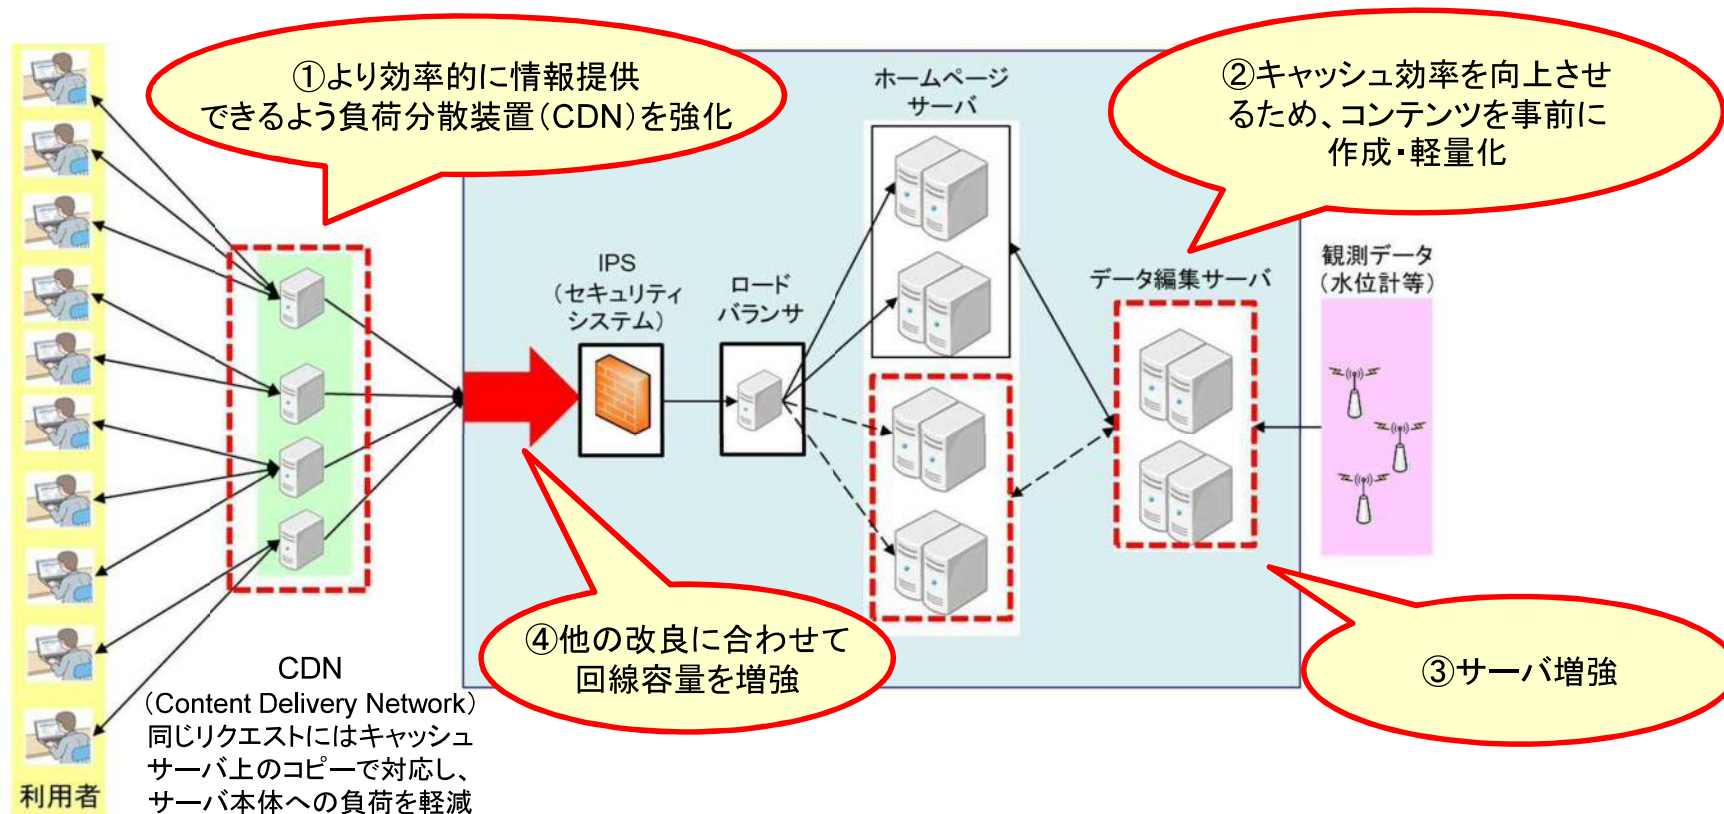 ①より効率的に情報提供
できるよう負荷分散装置(CDN)を強化
ホームページ
サーバ
②キャッシュ効率を向上させ
るため、コンテンツを事前に
作成・軽量化
IPS
(セキュリティ
システム)
ロード
バランサ
データ編集サーバ
観測データ
(水位計等)
④他の改良に合わせて
回線容量を増強
③サーバ増強
CDN
(Content Delivery Network)
同じリクエストにはキャッシュ
サーバ上のコピーで対応し、
サーバ本体への負荷を軽減
利用者